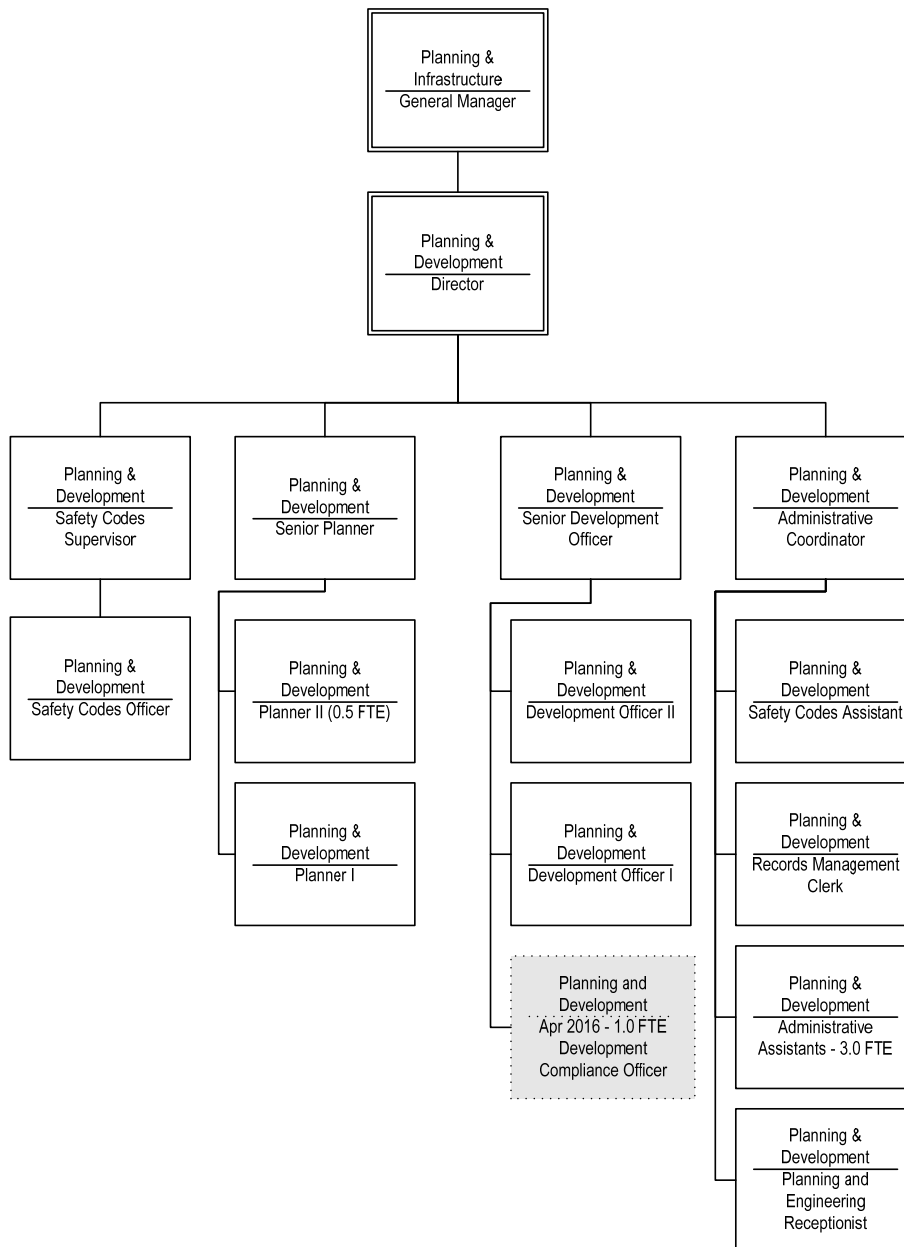 Planning &
Infrastructure
General Manager
Planning &
Development
Director
Planning &
Development
Safety Codes
Supervisor
Planning &
Development
Senior Planner
Planning &
Development
Senior Development
Officer
Planning &
Development
Administrative
Coordinator
Planning &
Development
Safety Codes Officer
Planning &
Development
Planner II (0.5 FTE)
Planning &
Development
Development Officer II
Planning &
Development
Safety Codes Assistant
Planning &
Development
Planner I
Planning &
Development
Development Officer I
Planning &
Development
Records Management
Clerk
Planning and
Development
Apr 2016 - 1.0 FTE
Development
Compliance Officer
Planning &
Development
Administrative
Assistants - 3.0 FTE
Planning &
Development
Planning and
Engineering
Receptionist